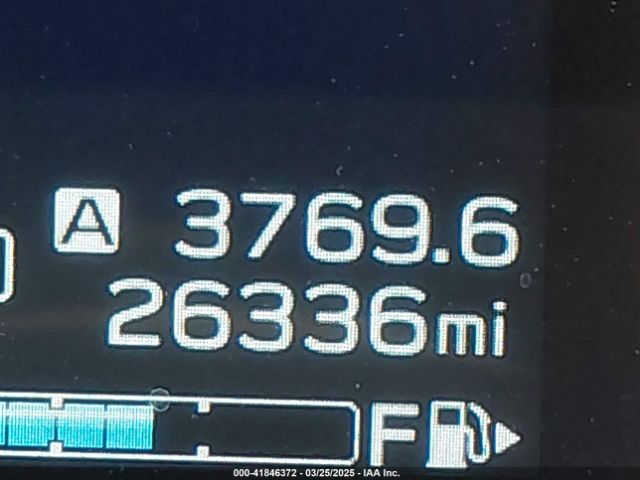 A 3769.6
26336mi
F
000-41846372 - 03/25/2025 - IAA Inc.